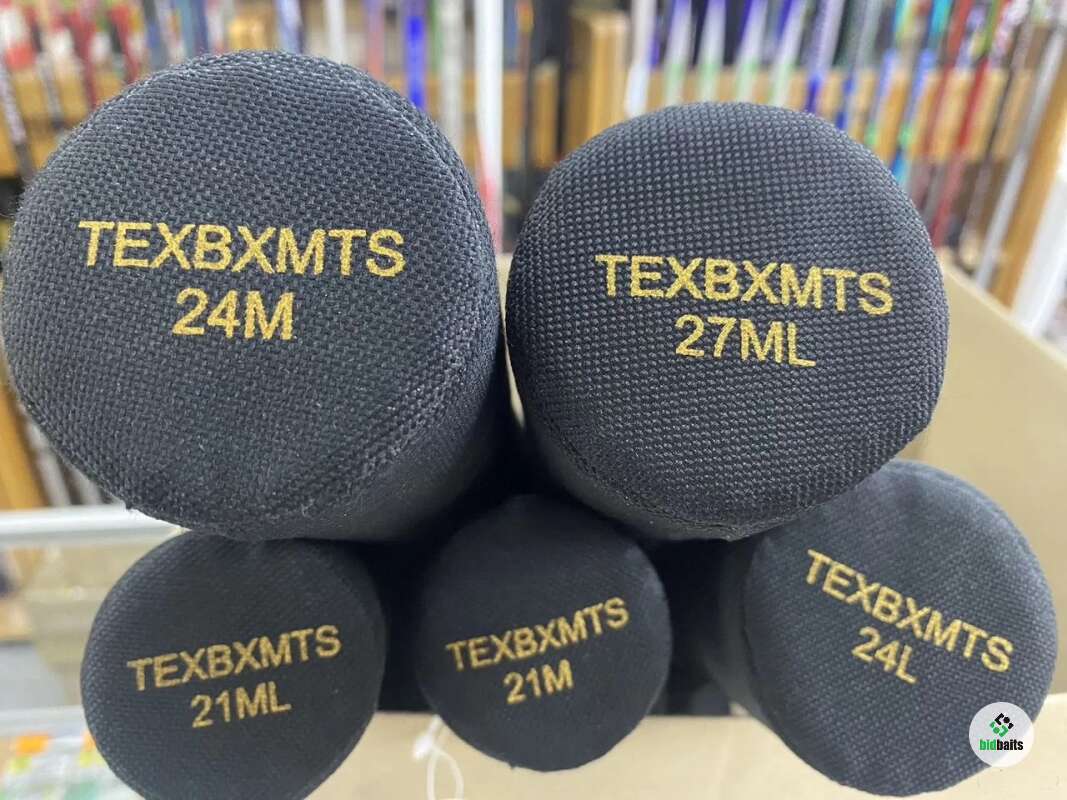 TEXBXMTS
24M
TEXBXMTS
27ML
TEXBXMTS
21ML
TEXBXMTS
21M
TEXBXMTS
24L
bidbaits